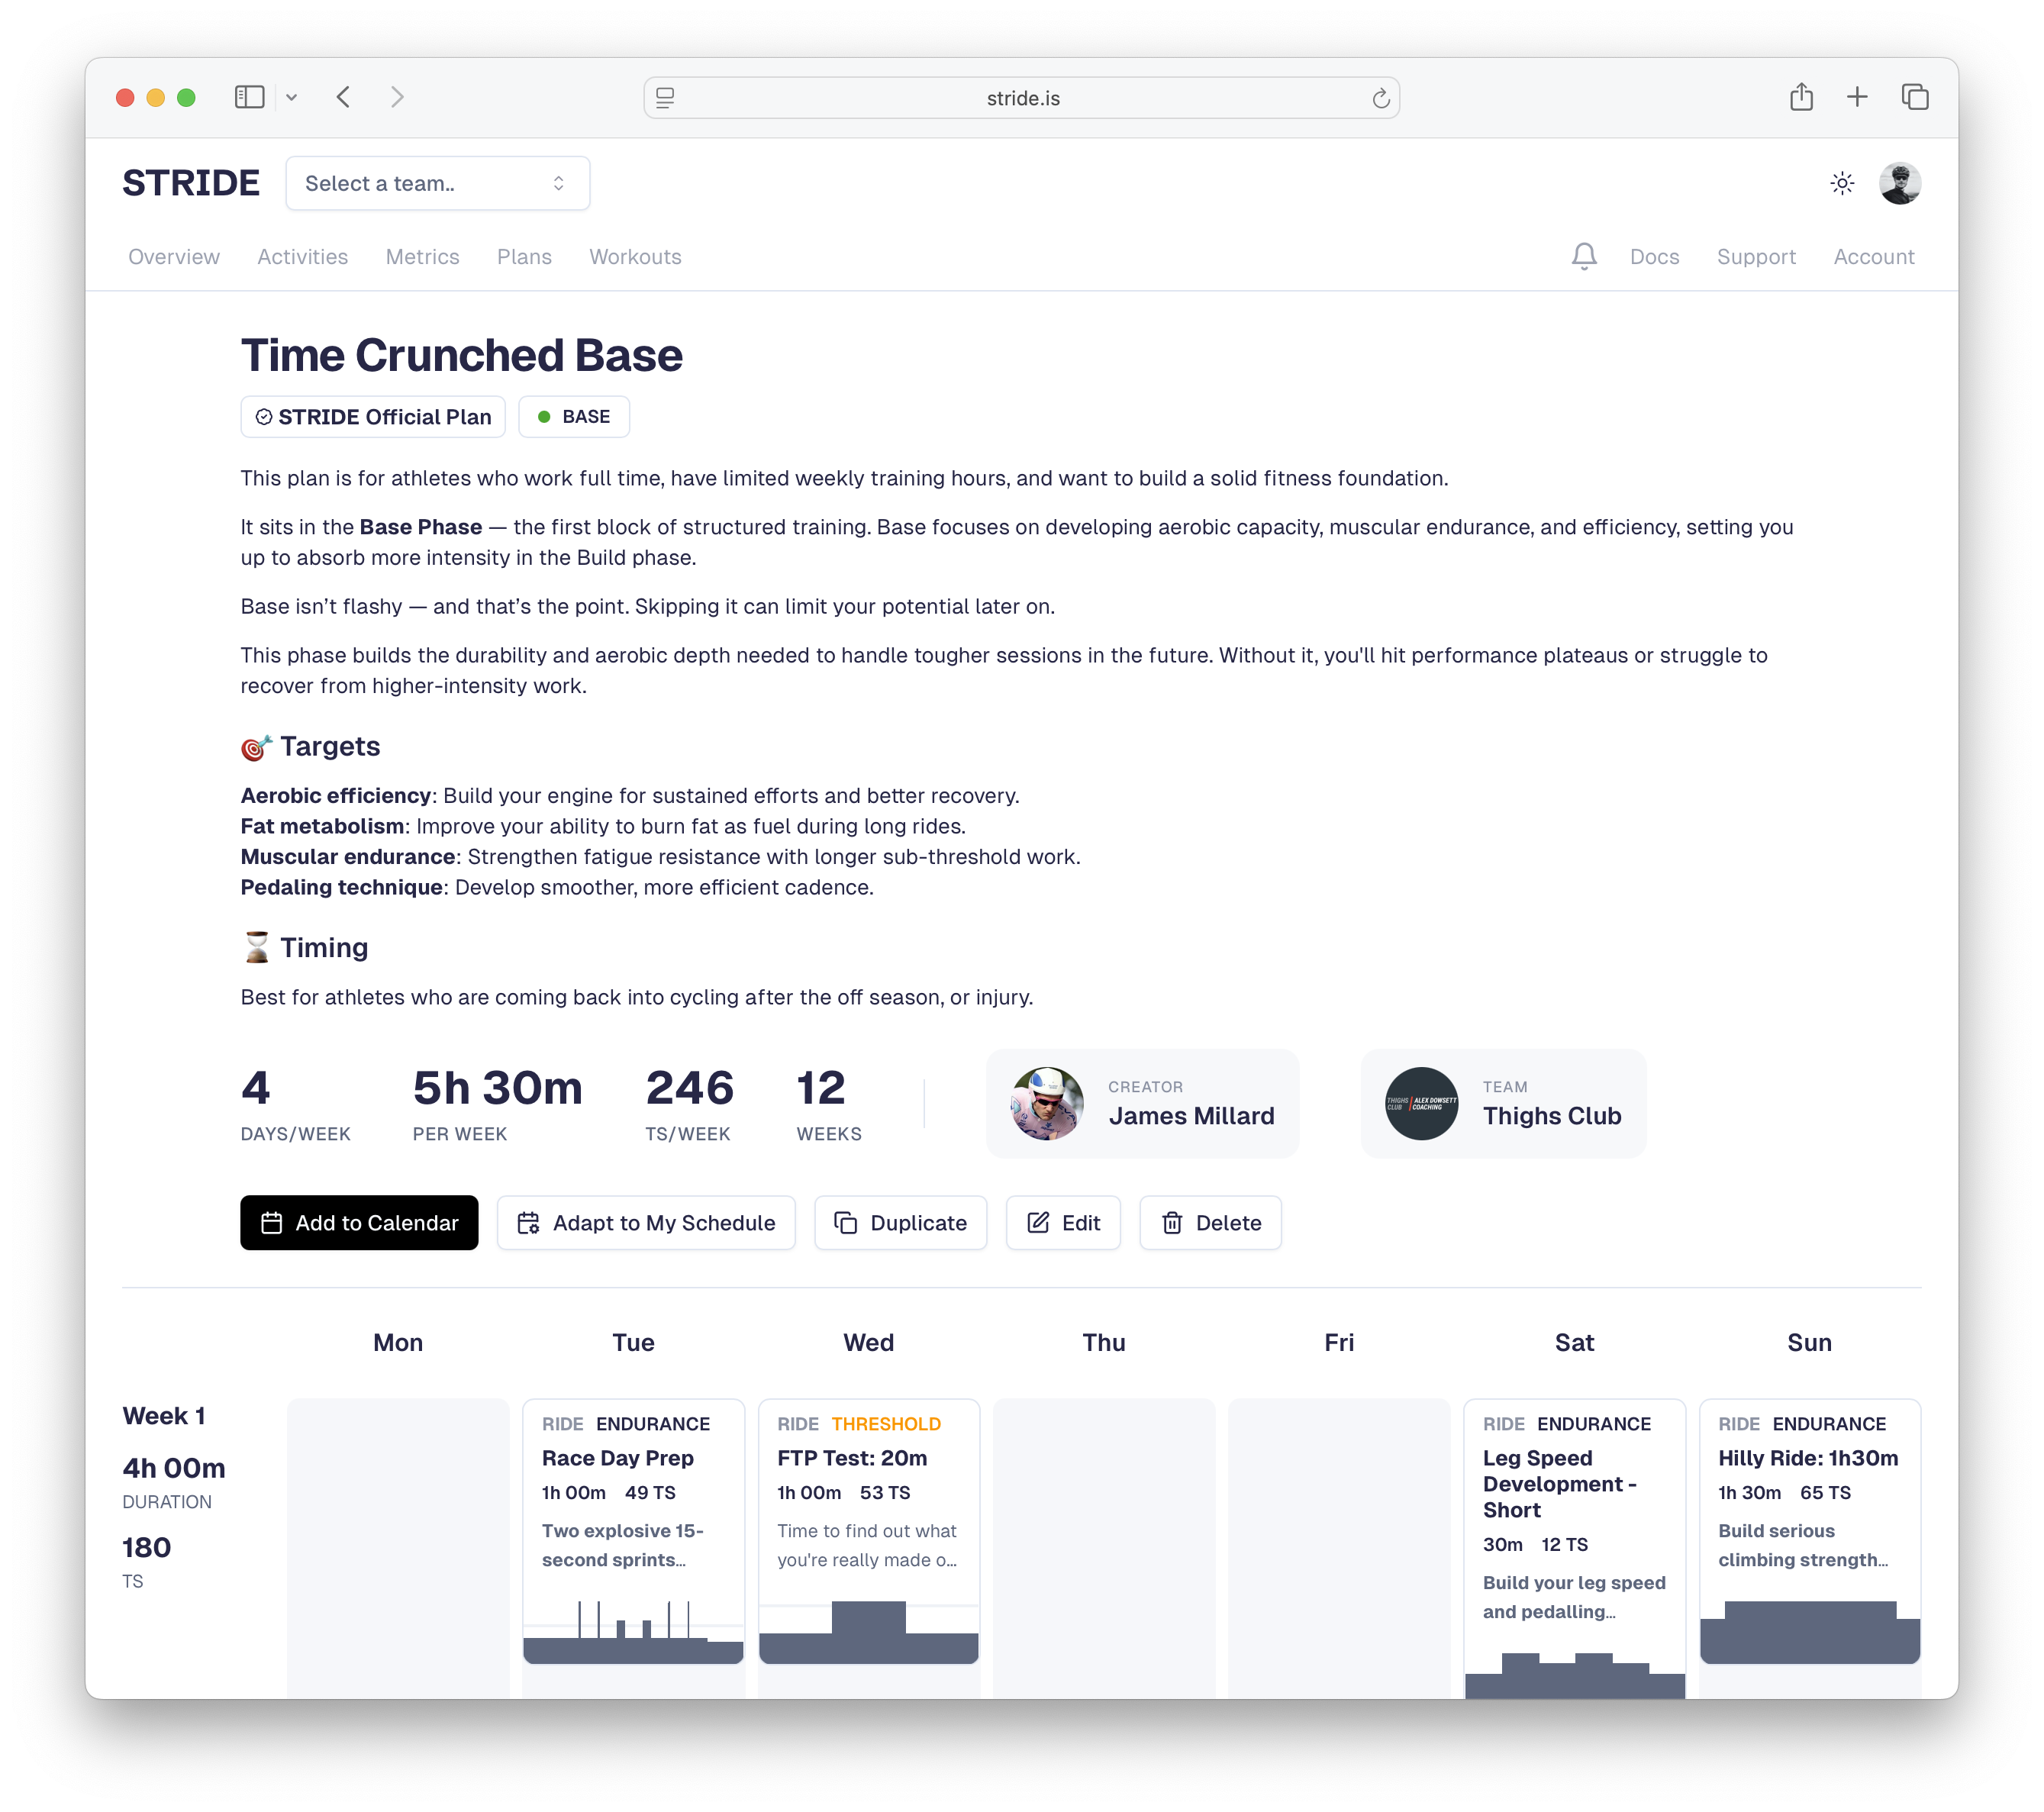 stride.is
STRIDE
Select a team..
Overview Activities Metrics Plans Workouts Docs Support Account
Time Crunched Base
STRIDE Official Plan BASE
This plan is for athletes who work full time, have limited weekly training hours, and want to build a solid fitness foundation.
It sits in the Base Phase — the first block of structured training. Base focuses on developing aerobic capacity, muscular endurance, and efficiency, setting you
up to absorb more intensity in the Build phase.
Base isn’t flashy — and that’s the point. Skipping it can limit your potential later on.
This phase builds the durability and aerobic depth needed to handle tougher sessions in the future. Without it, you'll hit performance plateaus or struggle to
recover from higher-intensity work.
🎯 Targets
Aerobic efficiency: Build your engine for sustained efforts and better recovery.
Fat metabolism: Improve your ability to burn fat as fuel during long rides.
Muscular endurance: Strengthen fatigue resistance with longer sub-threshold work.
Pedaling technique: Develop smoother, more efficient cadence.
⏳ Timing
Best for athletes who are coming back into cycling after the off season, or injury.
4
DAYS/WEEK
5h 30m
PER WEEK
246
TS/WEEK
12
WEEKS
CREATOR
James Millard
THIGHS CLUB | ALEX DOWSETT COACHING
TEAM
Thighs Club
Add to Calendar
Adapt to My Schedule
Duplicate
Edit
Delete
Mon Tue Wed Thu Fri Sat Sun
Week 1
4h 00m
DURATION
180
TS
RIDE ENDURANCE
Race Day Prep
1h 00m 49 TS
Two explosive 15-
second sprints…
RIDE THRESHOLD
FTP Test: 20m
1h 00m 53 TS
Time to find out what
you're really made o…
RIDE ENDURANCE
Leg Speed
Development -
Short
30m 12 TS
Build your leg speed
and pedalling…
RIDE ENDURANCE
Hilly Ride: 1h30m
1h 30m 65 TS
Build serious
climbing strength…